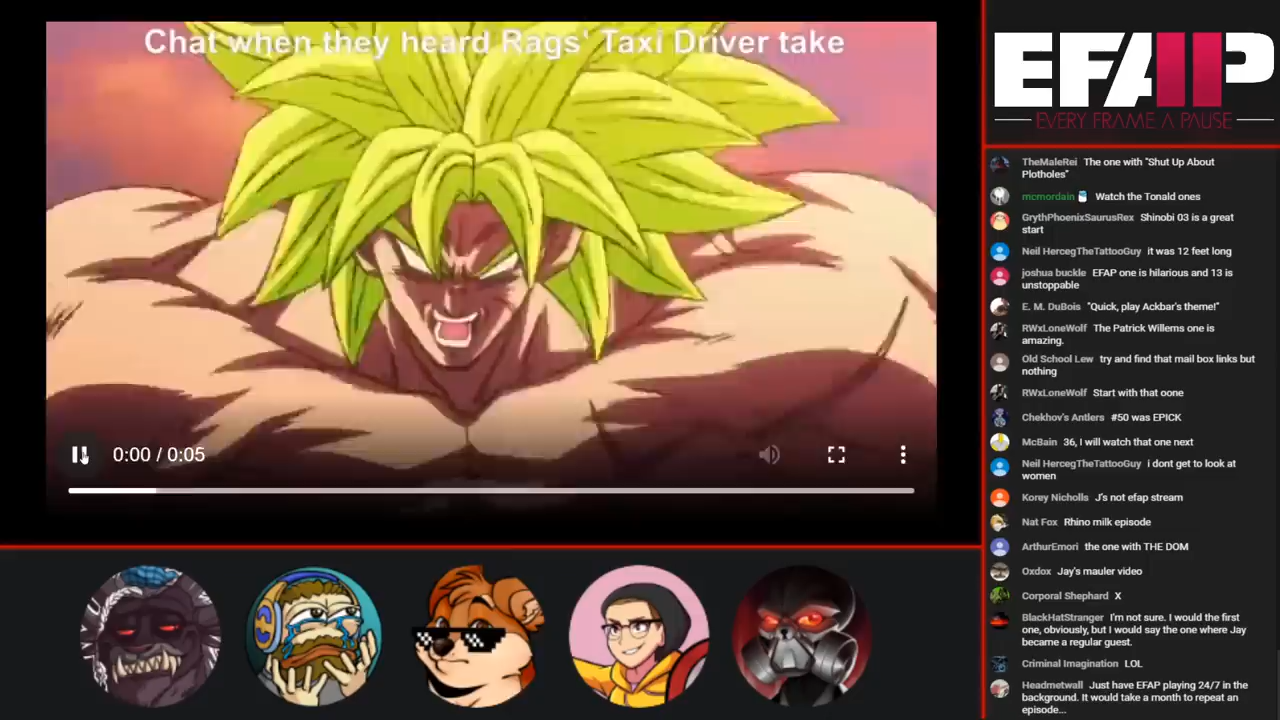 Chat when they heard Rags' Taxi Driver take
0:00 / 0:05
EFAP
EVERY FRAME A PAUSE
TheMaleRei The one with "Shut Up About
Plotholes"
mcmordain Watch the Tonald ones
GrythPhoenixSaurusRex Shinobi 03 is a great
start
Neil HercegTheTattooGuy it was 12 feet long
joshua buckle EFAP one is hilarious and 13 is
unstoppable
E. M. DuBois "Quick, play Ackbar's theme!"
RWxLoneWolf The Patrick Willems one is
amazing.
Old School Lew try and find that mail box links but
nothing
RWxLoneWolf Start with that oone
Chekhov's Antlers #50 was EPICK
McBain 36, I will watch that one next
Neil HercegTheTattooGuy i dont get to look at
women
Korey Nicholls J's not efap stream
Nat Fox Rhino milk episode
ArthurEmori the one with THE DOM
Oxdox Jay's mauler video
Corporal Shephard X
BlackHatStranger I'm not sure. I would the first
one, obviously, but I would say the one where Jay
became a regular guest.
Criminal Imagination LOL
Headmetwall Just have EFAP playing 24/7 in the
background. It would take a month to repeat an
episode...